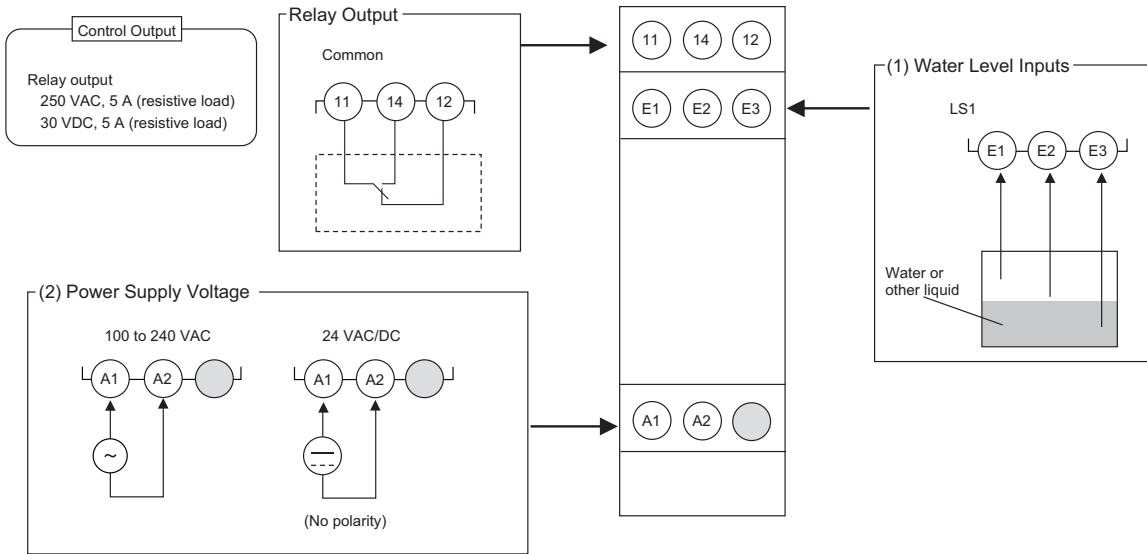 Control Output
Relay output
250 VAC, 5 A (resistive load)
30 VDC, 5 A (resistive load)
Relay Output
Common
11 14 12
11 14 12
E1 E2 E3
(1) Water Level Inputs
LS1
E1 E2 E3
Water or
other liquid
(2) Power Supply Voltage
100 to 240 VAC
A1 A2
~
24 VAC/DC
A1 A2
(No polarity)
A1 A2